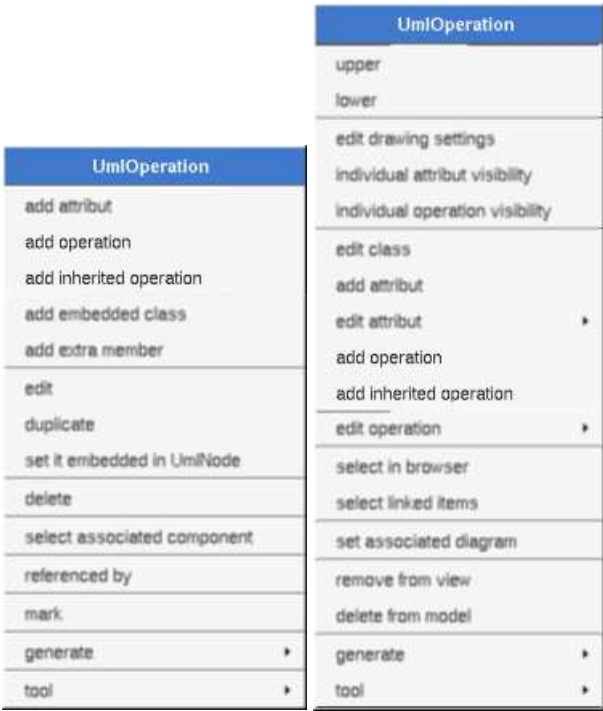 UmlOperation
add attribut
add operation
add inherited operation
add embedded class
add extra member
edit
duplicate
set it embedded in UmlNode
delete
select associated component
referenced by
mark
generate
tool
UmlOperation
upper
lower
edit drawing settings
individual attribut visibility
individual operation visibility
edit class
add attribut
edit attribut
add operation
add inherited operation
edit operation
select in browser
select linked items
set associated diagram
remove from view
delete from model
generate
tool